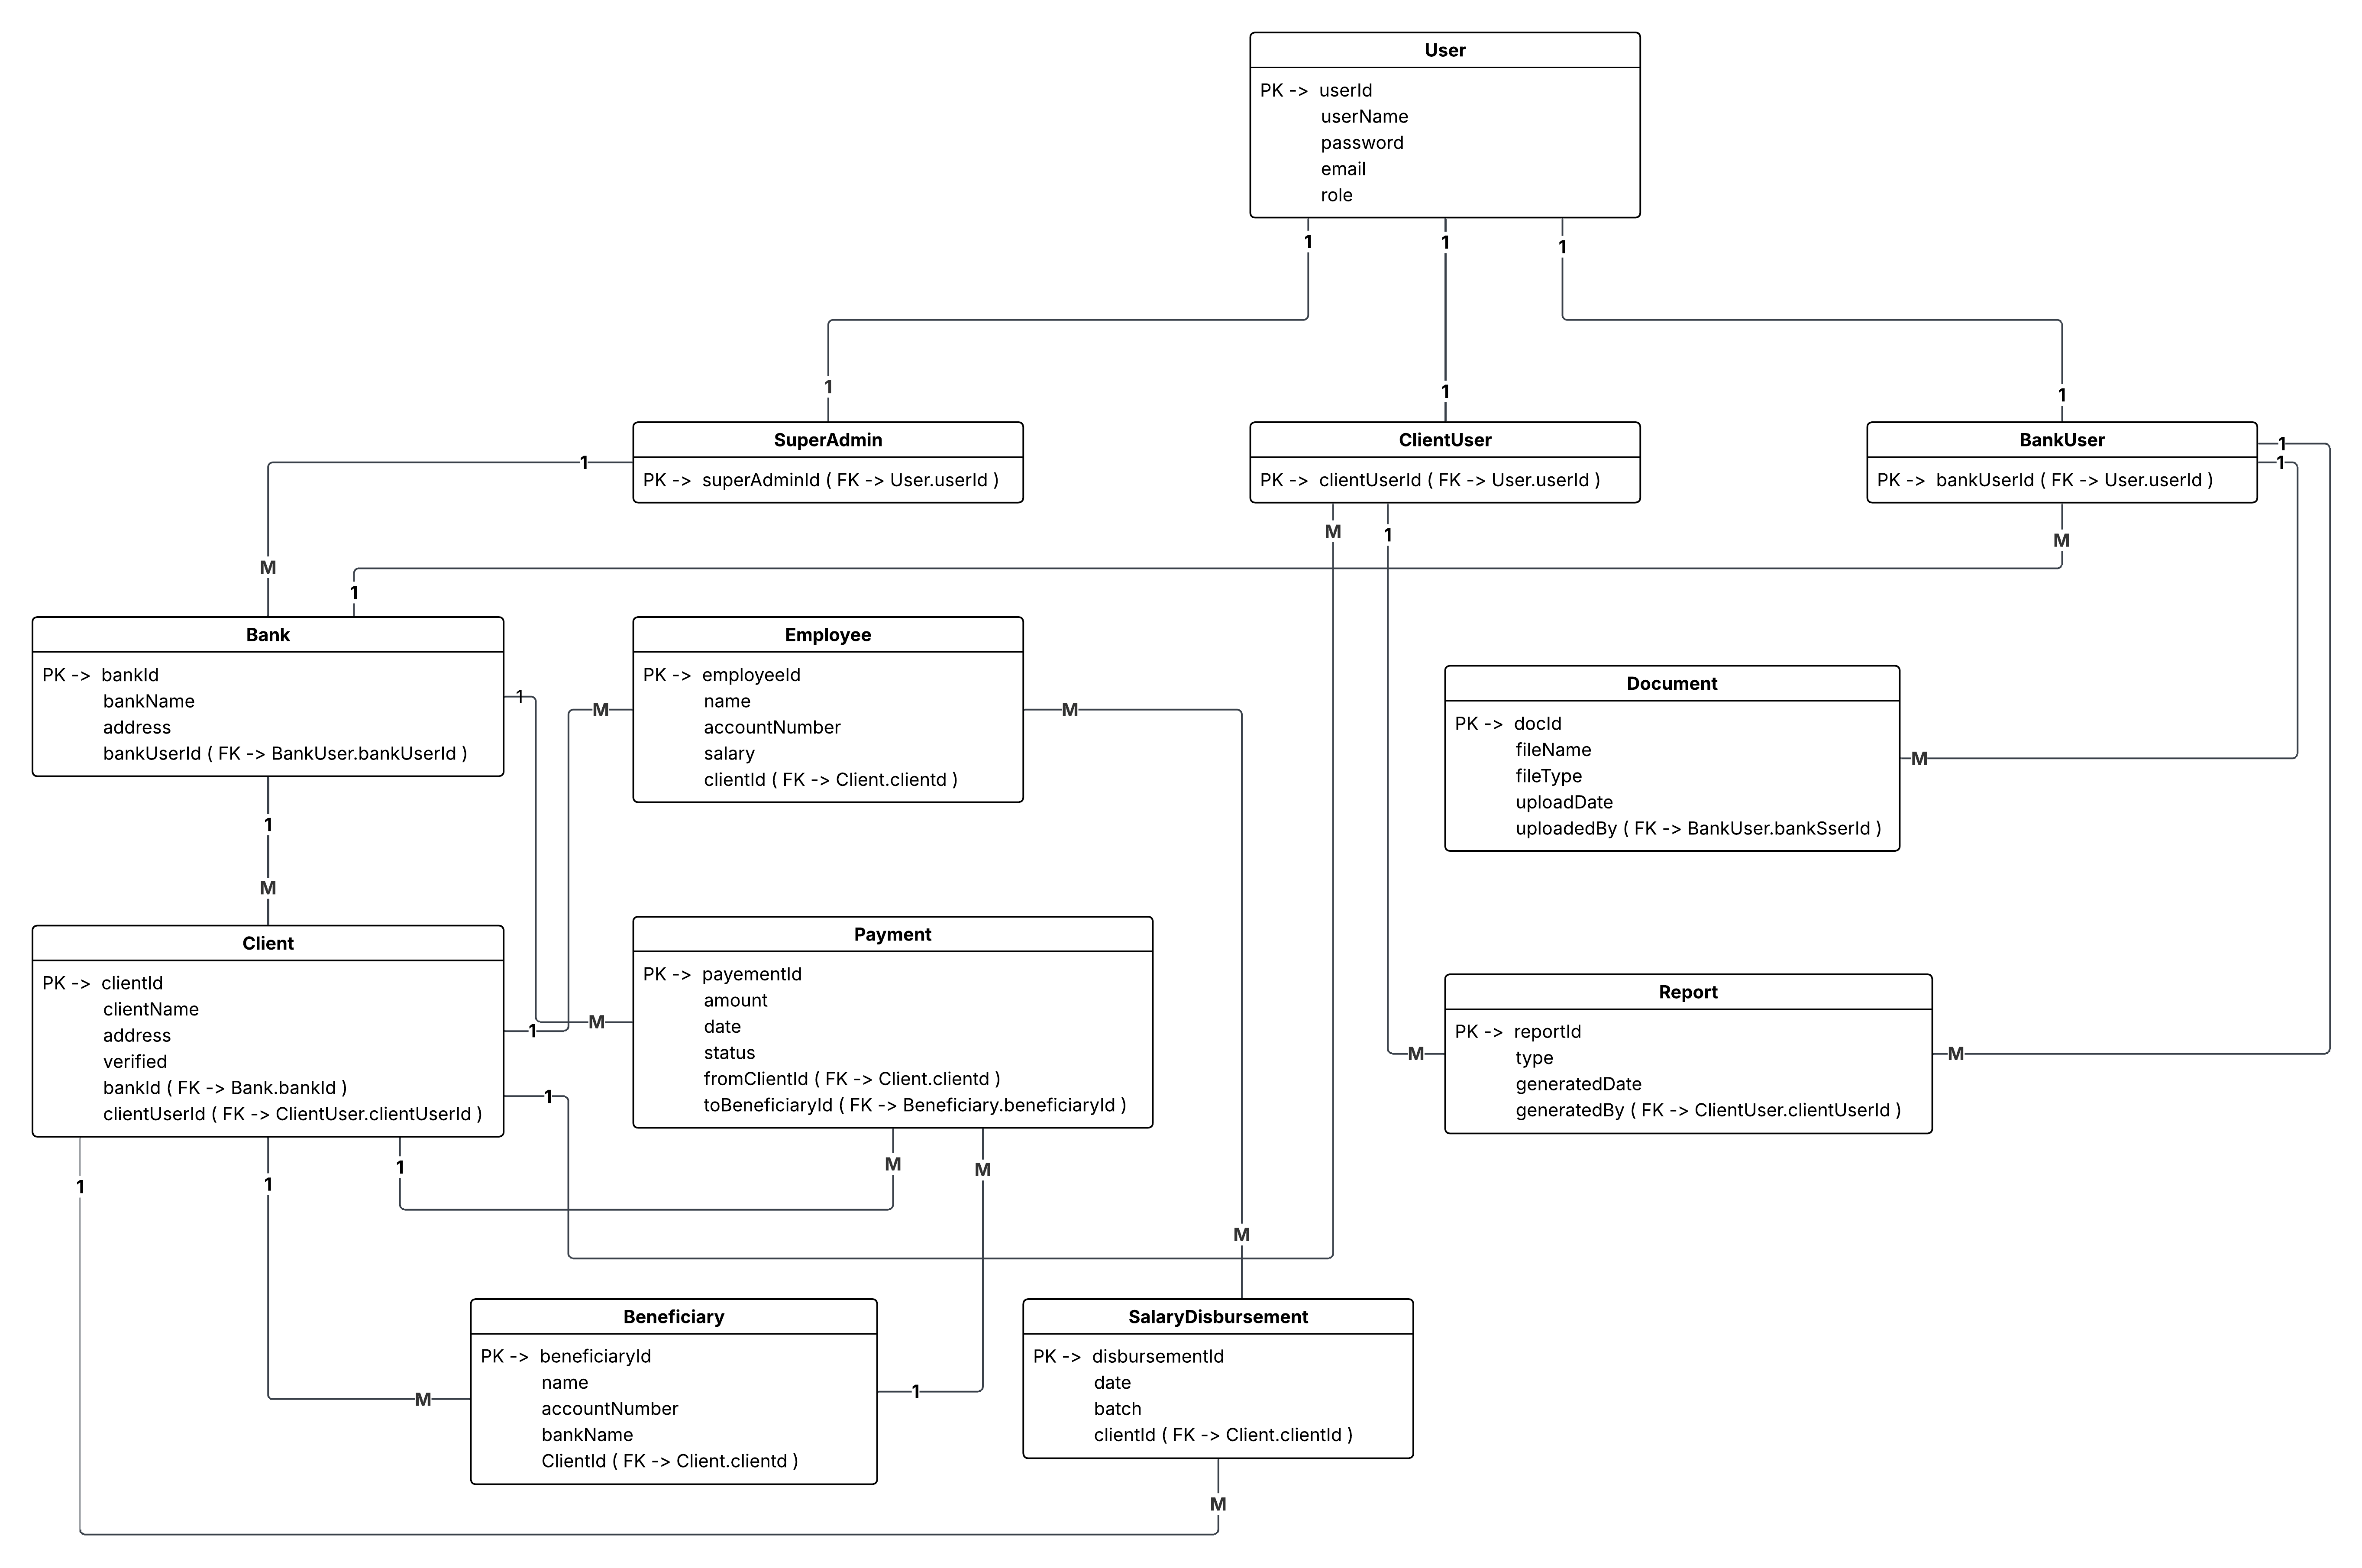 User
PK -> userId
userName
password
email
role
1
1
1
1
1
1
SuperAdmin
PK -> superAdminId ( FK -> User.userId )
ClientUser
PK -> clientUserId ( FK -> User.userId )
BankUser
PK -> bankUserId ( FK -> User.userId )
1
1
1
M
1
M
M
1
Bank
PK -> bankId
bankName
address
bankUserId ( FK -> BankUser.bankUserId )
1
Employee
PK -> employeeId
name
accountNumber
salary
clientId ( FK -> Client.clientd )
M
M
Document
PK -> docId
fileName
fileType
uploadDate
uploadedBy ( FK -> BankUser.bankSserId )
M
1
M
Client
PK -> clientId
clientName
address
verified
bankId ( FK -> Bank.bankId )
clientUserId ( FK -> ClientUser.clientUserId )
1
1
M
Payment
PK -> payementId
amount
date
status
fromClientId ( FK -> Client.clientd )
toBeneficiaryId ( FK -> Beneficiary.beneficiaryId )
M
Report
PK -> reportId
type
generatedDate
generatedBy ( FK -> ClientUser.clientUserId )
M
1
1
1
M
M
M
Beneficiary
PK -> beneficiaryId
name
accountNumber
bankName
ClientId ( FK -> Client.clientd )
M
1
SalaryDisbursement
PK -> disbursementId
date
batch
clientId ( FK -> Client.clientId )
M